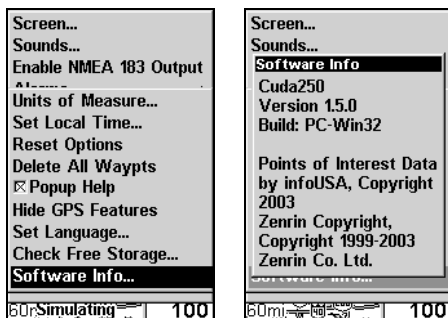 Screen...
Sounds...
Enable NMEA 183 Output
Units of Measure...
Set Local Time...
Reset Options
Delete All Waypts
Popup Help
Hide GPS Features
Set Language...
Check Free Storage...
Software Info...
Simulating
100
Screen...
Sounds...
Software Info
Cuda250
Version 1.5.0
Build: PC-Win32
Points of Interest Data
by infoUSA, Copyright
2003
Zenrin Copyright,
Copyright 1999-2003
Zenrin Co. Ltd.
60mi
100